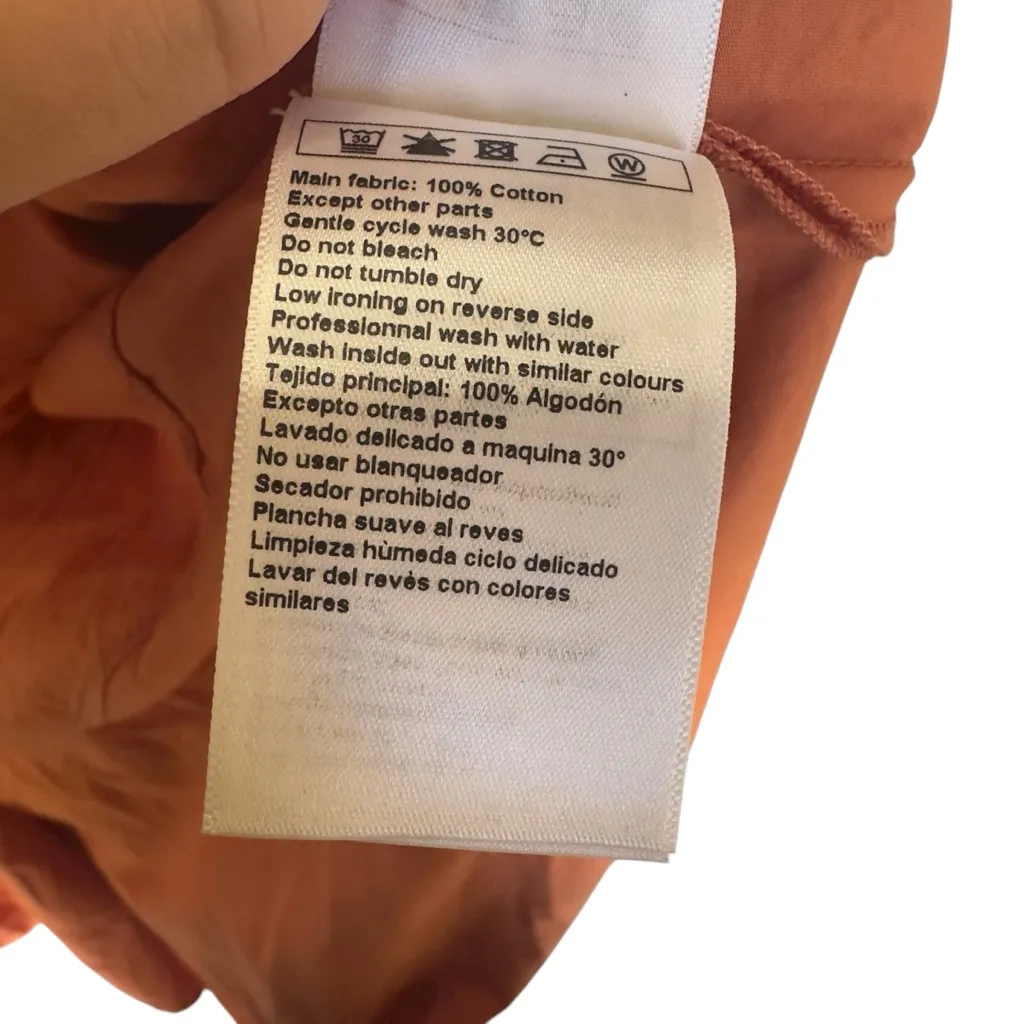 30 W
Main fabric: 100% Cotton
Except other parts
Gentle cycle wash 30°C
Do not bleach
Do not tumble dry
Low ironing on reverse side
Professionnal wash with water
Wash inside out with similar colours
Tejido principal: 100% Algodón
Excepto otras partes
Lavado delicado a maquina 30°
No usar blanqueador
Secador prohibido
Plancha suave al reves
Limpieza hùmeda ciclo delicado
Lavar del revès con colores
similares